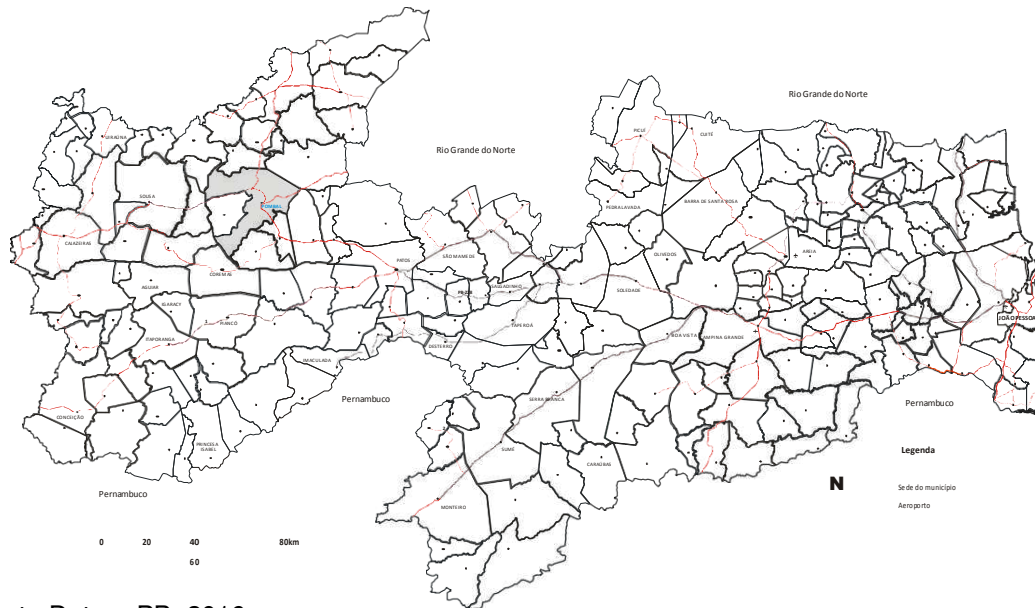 Rio Grande do Norte
Rio Grande do Norte
PICUÍ
CUITÉ
UIRAÚNA
SOUSA
POMBAL
PEDRA LAVADA
BARRA DE SANTA ROSA
CAJAZEIRAS
SÃO MAMEDE
PATOS
OLIVEDOS
AREIA
COREMAS
AGUIAR
SALGADINHO
SOLEDADE
IGARACY
PIANCÓ
TAPEROÁ
JOÃO PESSOA
ITAPORANGA
DESTERRO
BOA VISTA
CAMPINA GRANDE
IMACULADA
Pernambuco
SERRA BRANCA
Pernambuco
CONCEIÇÃO
PRINCESA
ISABEL
SUMÉ
CARAÚBAS
Legenda
N
Sede do município
Aeroporto
Pernambuco
MONTEIRO
0 20 40 80km
60